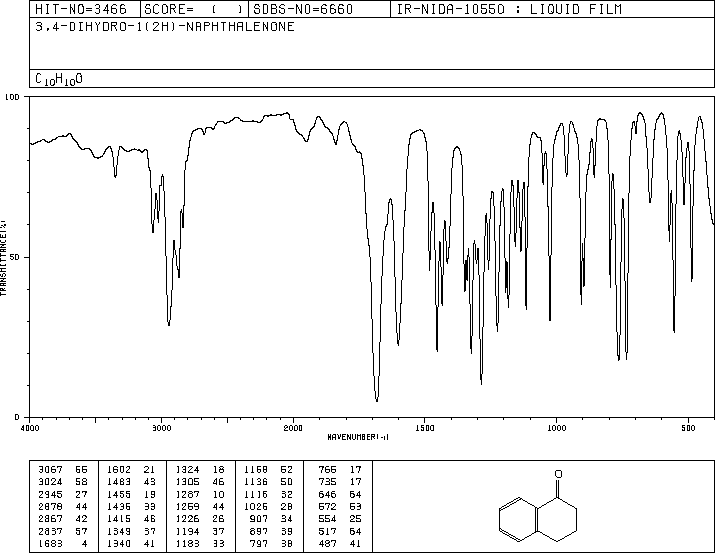 HIT-NO=3466 SCORE= ( ) SDBS-NO=6660 IR-NIDA-10550 : LIQUID FILM
3,4-DIHYDRO-1(2H)-NAPHTHALENONE
C10H10O
100
TRANSMITTANCE(%)
50
0
4000 3000 2000 1500 1000 500
WAVENUMBER(-1)
3067 55 1602 21 1324 18 1158 52 766 17
3024 58 1483 43 1305 46 1136 50 735 17
2945 27 1455 19 1287 10 1116 32 646 64
2878 44 1436 33 1259 44 1026 28 572 53
2867 42 1415 46 1226 26 907 34 554 25
2837 57 1349 37 1194 37 897 39 517 64
1683 4 1340 41 1183 33 797 38 487 41
O